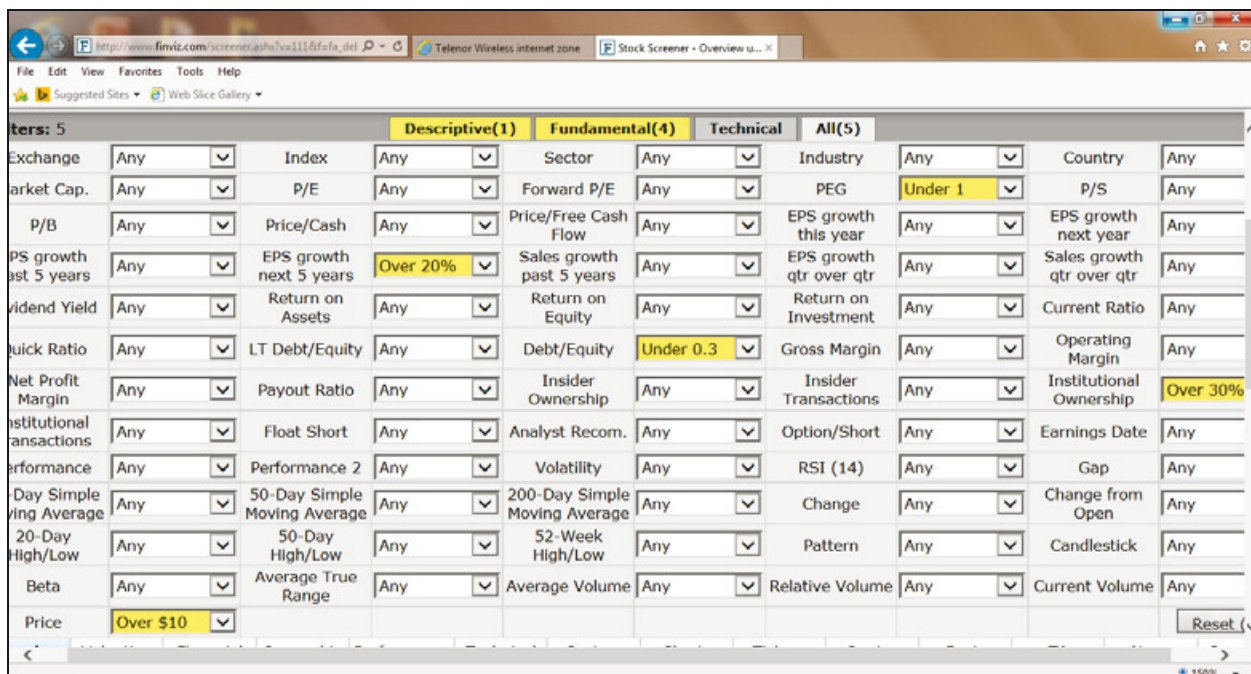 http://www.finviz.com/screener.ashx?v=111&f=fa_del
Telenor Wireless internet zone
Stock Screener - Overview u...
File Edit View Favorites Tools Help
Suggested Sites Web Slice Gallery
ters: 5 Descriptive(1) Fundamental(4) Technical All(5)
Exchange Any Index Any Sector Any Industry Any Country Any
arket Cap. Any P/E Any Forward P/E Any PEG Under 1 P/S Any
P/B Any Price/Cash Any Price/Free Cash Flow Any EPS growth this year Any EPS growth next year Any
PS growth ast 5 years Any EPS growth next 5 years Over 20% Sales growth past 5 years Any EPS growth qtr over qtr Any Sales growth qtr over qtr Any
vidend Yield Any Return on Assets Any Return on Equity Any Return on Investment Any Current Ratio Any
uick Ratio Any LT Debt/Equity Any Debt/Equity Under 0.3 Gross Margin Any Operating Margin Any
Net Profit Margin Any Payout Ratio Any Insider Ownership Any Insider Transactions Any Institutional Ownership Over 30%
nstitutional ansactions Any Float Short Any Analyst Recom. Any Option/Short Any Earnings Date Any
erformance Any Performance 2 Any Volatility Any RSI (14) Any Gap Any
-Day Simple ving Average Any 50-Day Simple Moving Average Any 200-Day Simple Moving Average Any Change Any Change from Open Any
20-Day High/Low Any 50-Day High/Low Any 52-Week High/Low Any Pattern Any Candlestick Any
Beta Any Average True Range Any Average Volume Any Relative Volume Any Current Volume Any
Price Over $10 Reset (
150%